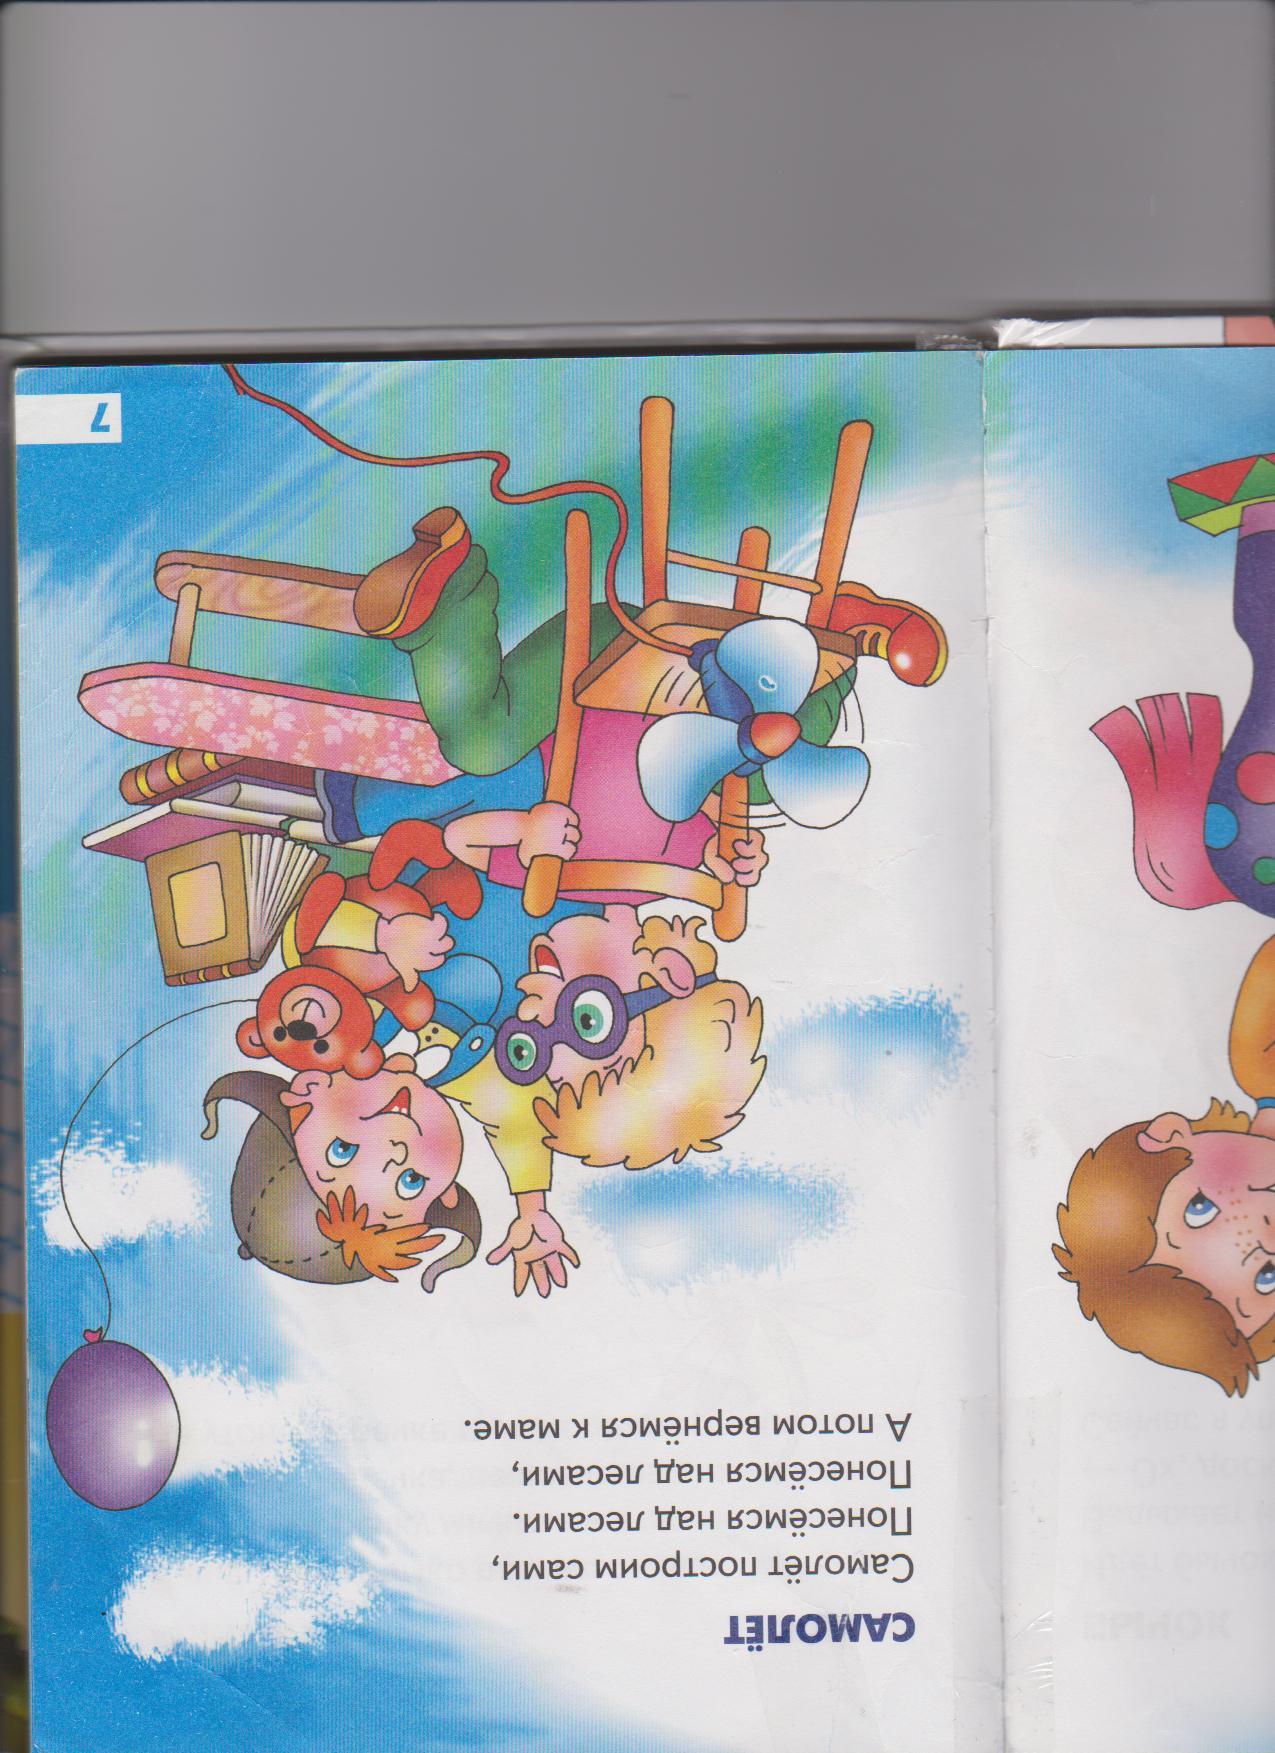 САМОЛЁТ
Самолёт построим сами,
Понесёмся над лесами.
Понесёмся над лесами,
А потом вернёмся к маме.
7